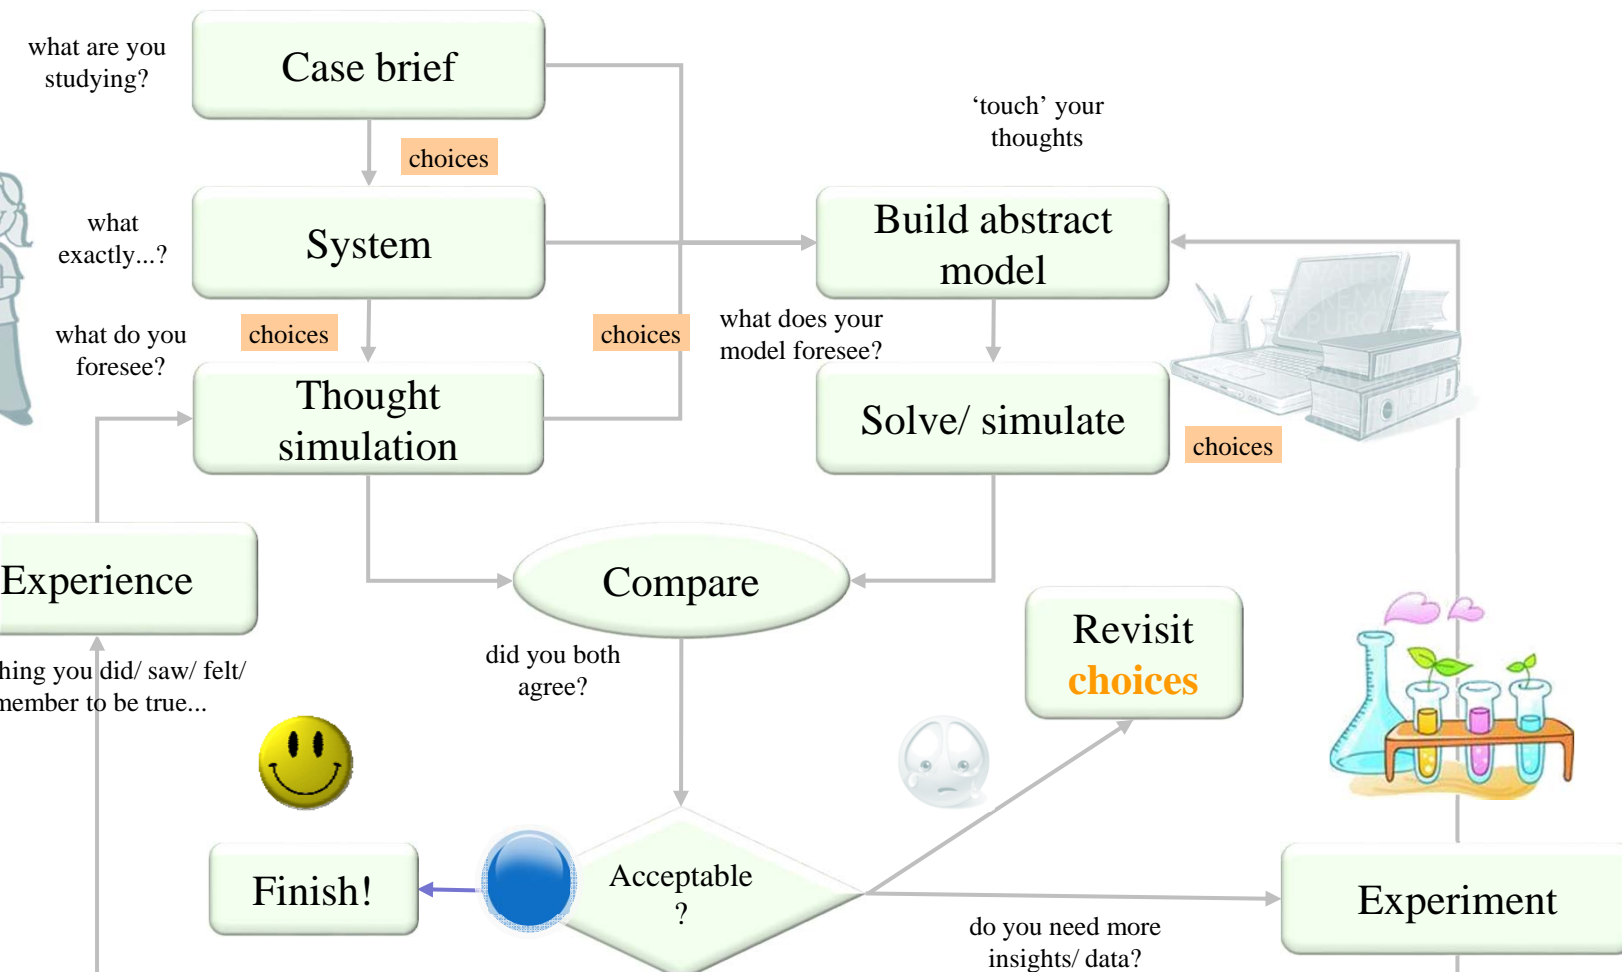 what are you
studying?
Case brief
choices
‘touch’ your
thoughts
what
exactly...?
System
Build abstract
model
what do you
foresee?
choices
choices
what does your
model foresee?
Thought
simulation
Solve/ simulate
choices
Experience
Compare
hing you did/ saw/ felt/
member to be true...
did you both
agree?
Revisit
choices
Finish!
Acceptable
?
do you need more
insights/ data?
Experiment